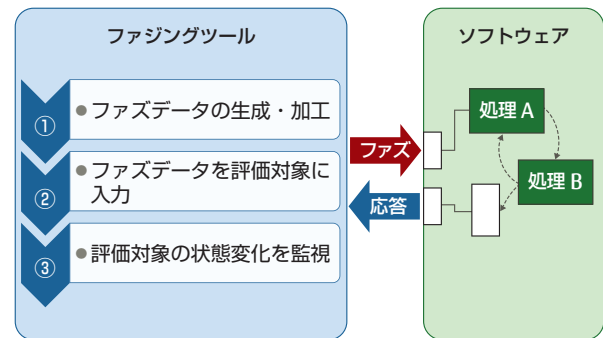 ファジングツール
① ●ファズデータの生成・加工
② ●ファズデータを評価対象に
入力
③ ●評価対象の状態変化を監視
ファズ
応答
ソフトウェア
処理 A
処理 B